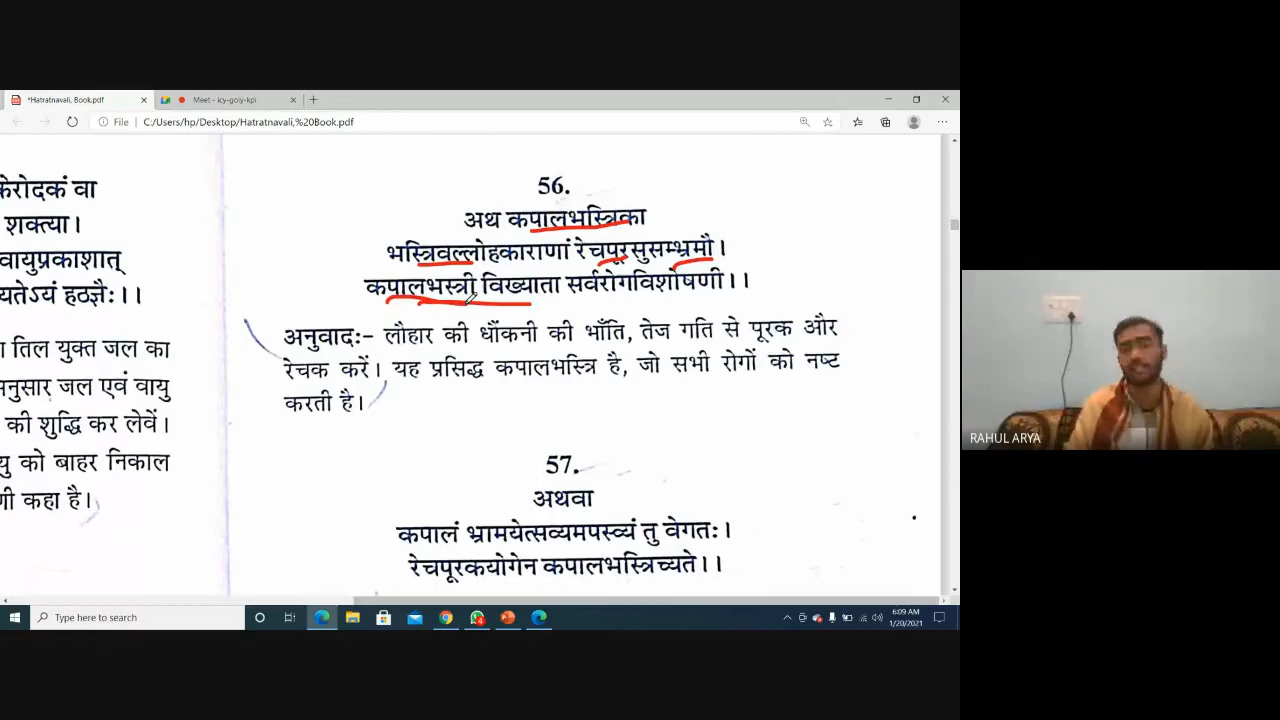 *Hatratnavali, Book.pdf
Meet - icy-goiy-kpi
File
C:/Users/hp/Desktop/Hatratnavali,%20Book.pdf
केरोदकं वा
शक्त्या।
वायुप्रकाशात्
यतेऽयं हठज्ञैः।।
तिल युक्त जल का
नुसार जल एवं वायु
की शुद्धि कर लेवें।
यु को बाहर निकाल
णी कहा है।
56.
अथ कपालभस्त्रिका
भस्त्रिवल्लोहकाराणां रेचपूरसुसम्भ्रमौ।
कपालभस्त्री विख्याता सर्वरोगविशोषणी।।
अनुवादः- लौहार की धौंकनी की भाँति, तेज गति से पूरक और
रेचक करें। यह प्रसिद्ध कपालभस्त्रि है, जो सभी रोगों को नष्ट
करती है।
57.
अथवा
कपालं भ्रामयेत्सव्यमपस्व्यं तु वेगतः।
रेचपूरकयोगेन कपालभस्त्रिच्यते।।
RAHUL ARYA
Type here to search
4
6:09 AM
1/20/2021